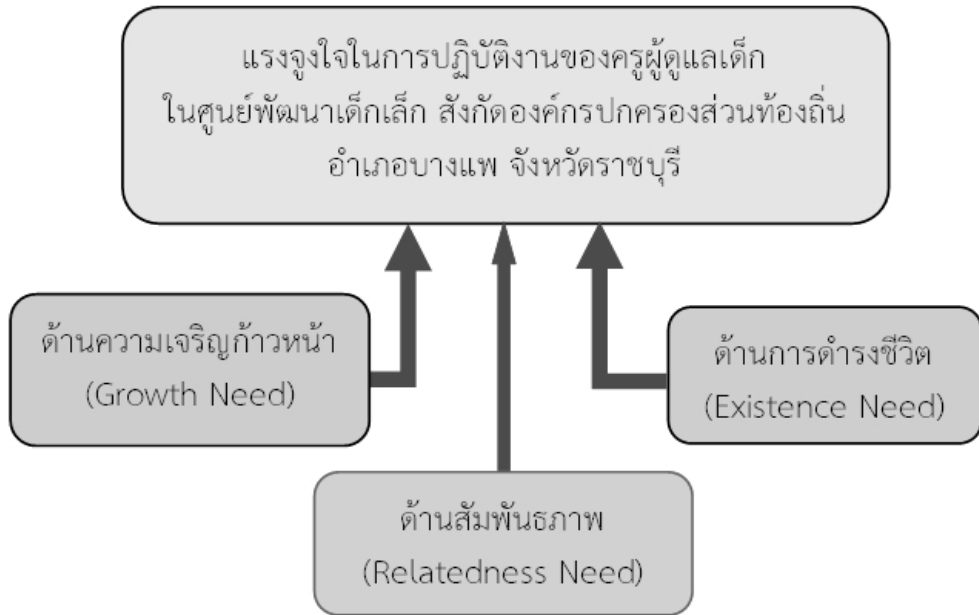 แรงจูงใจในการปฏิบัติงานของครูผู้ดูแลเด็ก
ในศูนย์พัฒนาเด็กเล็ก สังกัดองค์กรปกครองส่วนท้องถิ่น
อำเภอบางแพ จังหวัดราชบุรี
ด้านความเจริญก้าวหน้า
(Growth Need)
ด้านการดำรงชีวิต
(Existence Need)
ด้านสัมพันธภาพ
(Relatedness Need)